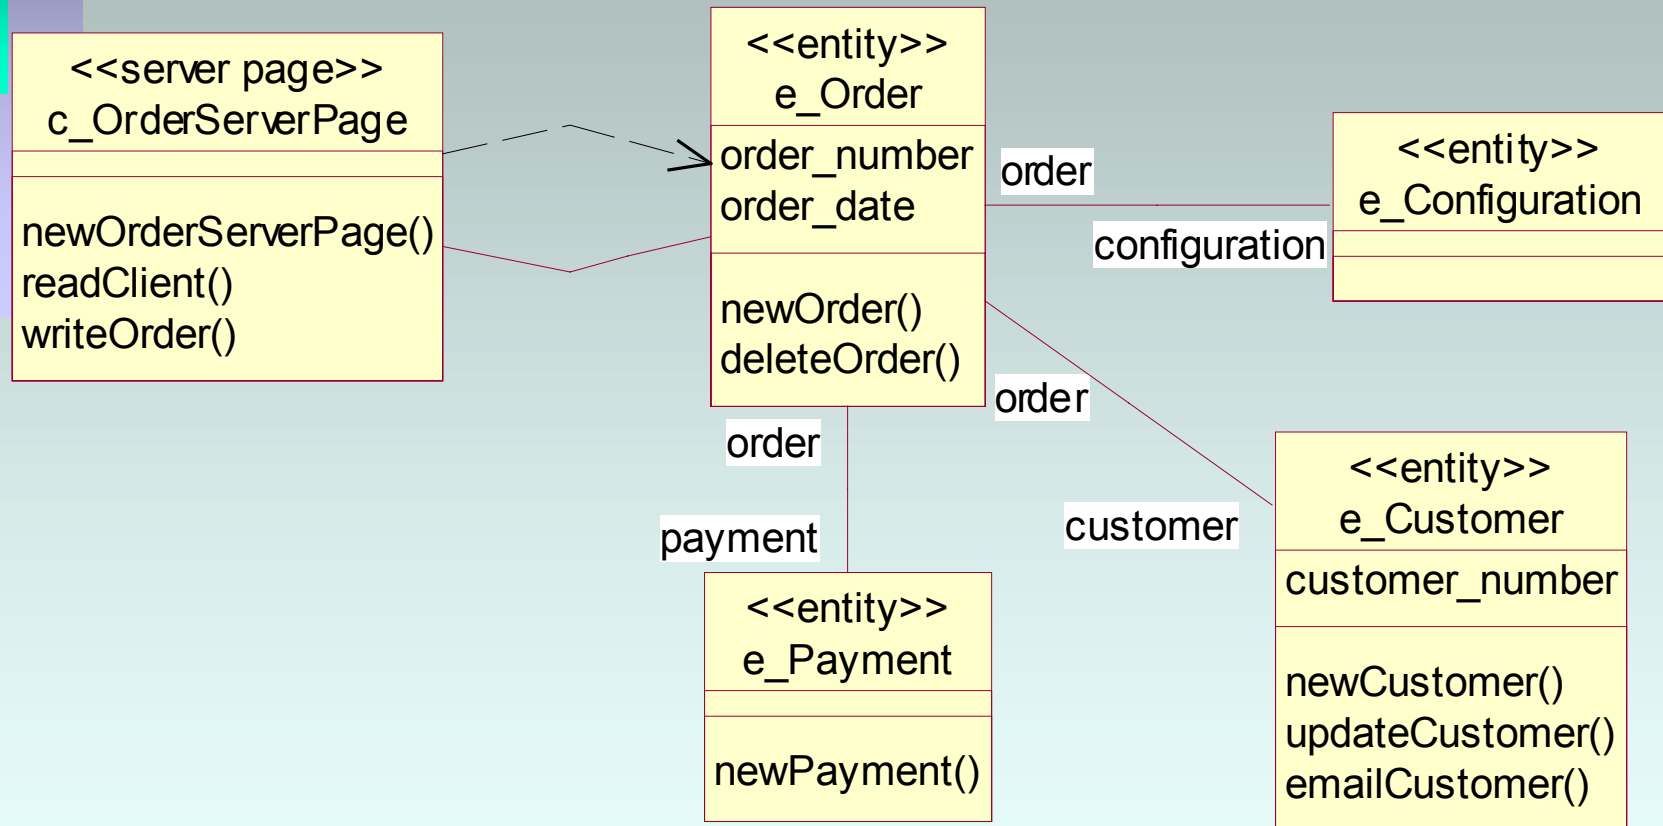 <<server page>>
c_OrderServerPage
newOrderServerPage()
readClient()
writeOrder()
<<entity>>
e_Order
order_number
order_date
newOrder()
deleteOrder()
order
configuration
<<entity>>
e_Configuration
order
customer
order
payment
<<entity>>
e_Payment
newPayment()
<<entity>>
e_Customer
customer_number
newCustomer()
updateCustomer()
emailCustomer()